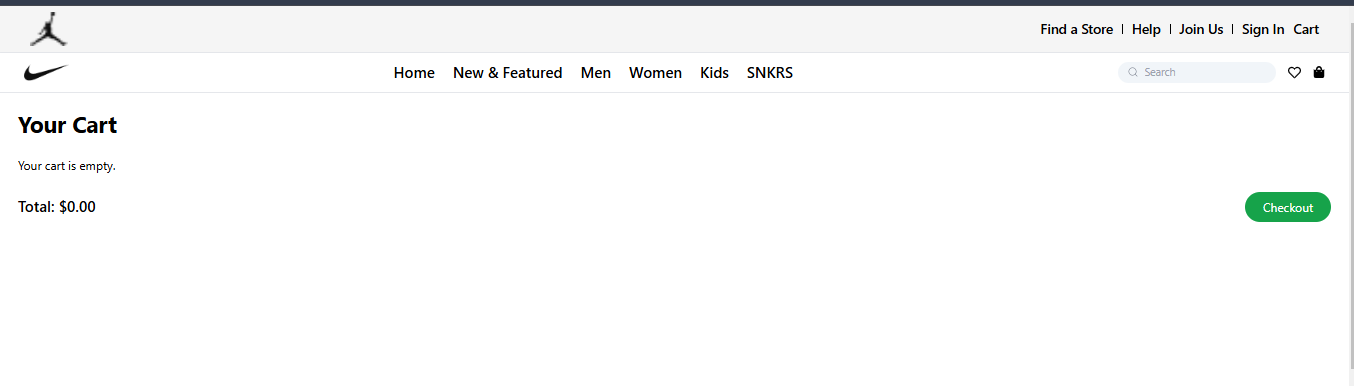 Find a Store | Help | Join Us | Sign In Cart
Home New & Featured Men Women Kids SNKRS Search
Your Cart
Your cart is empty.
Total: $0.00 Checkout